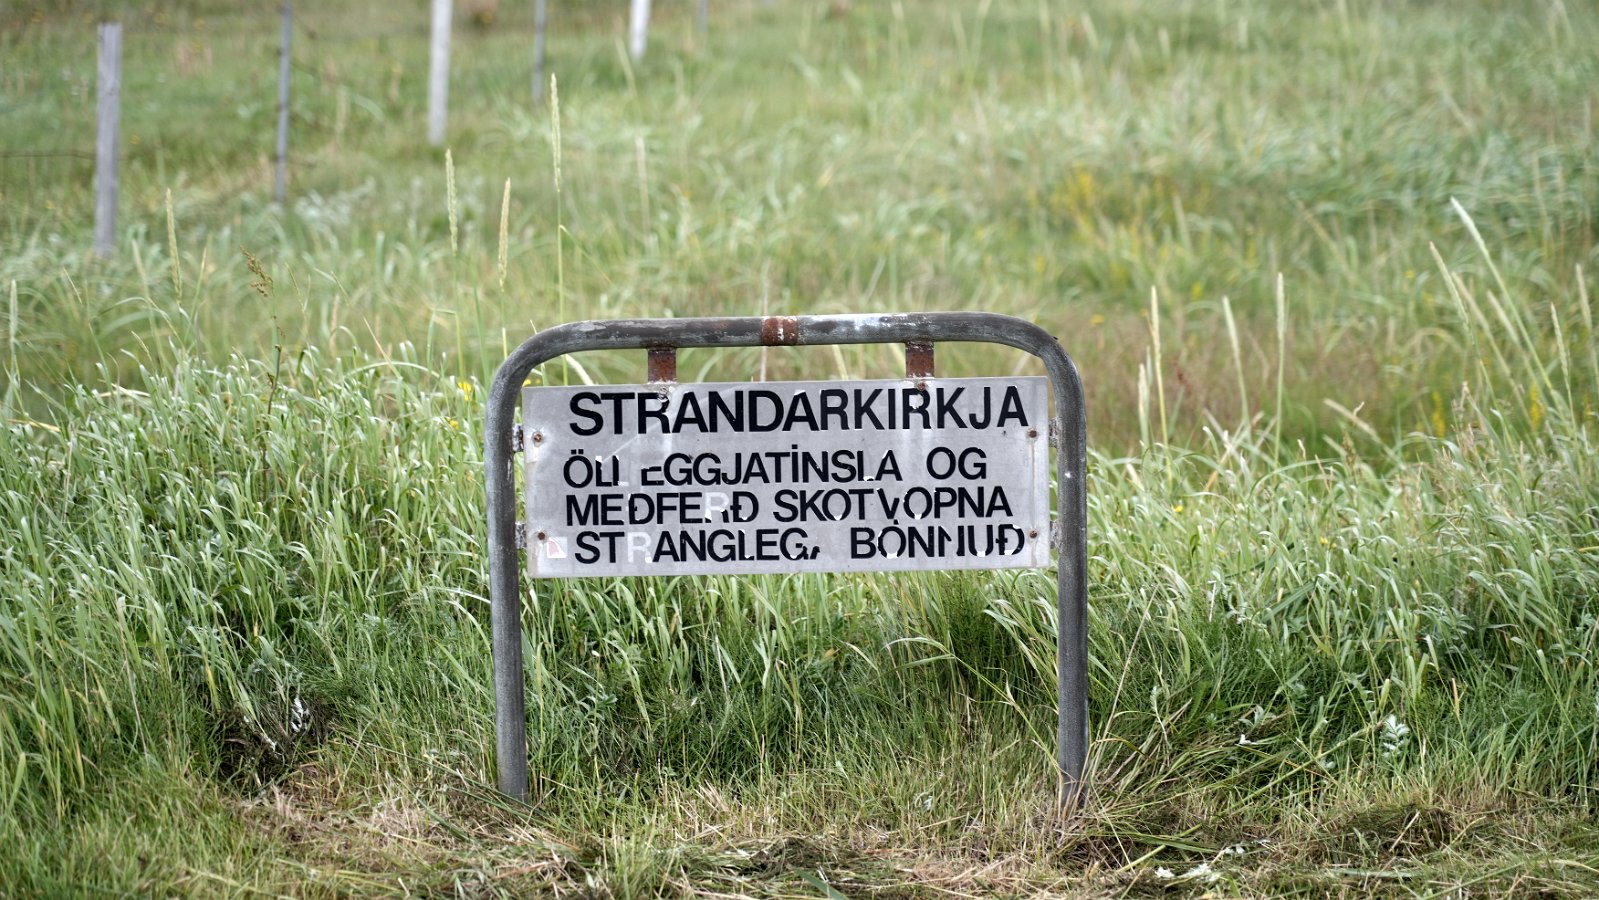 STRANDARKIRKJA
ÖLL EGGJATÍNSLA OG
MEÐFERÐ SKOTVOPNA
STRANGLEGA BÖNNUÐ